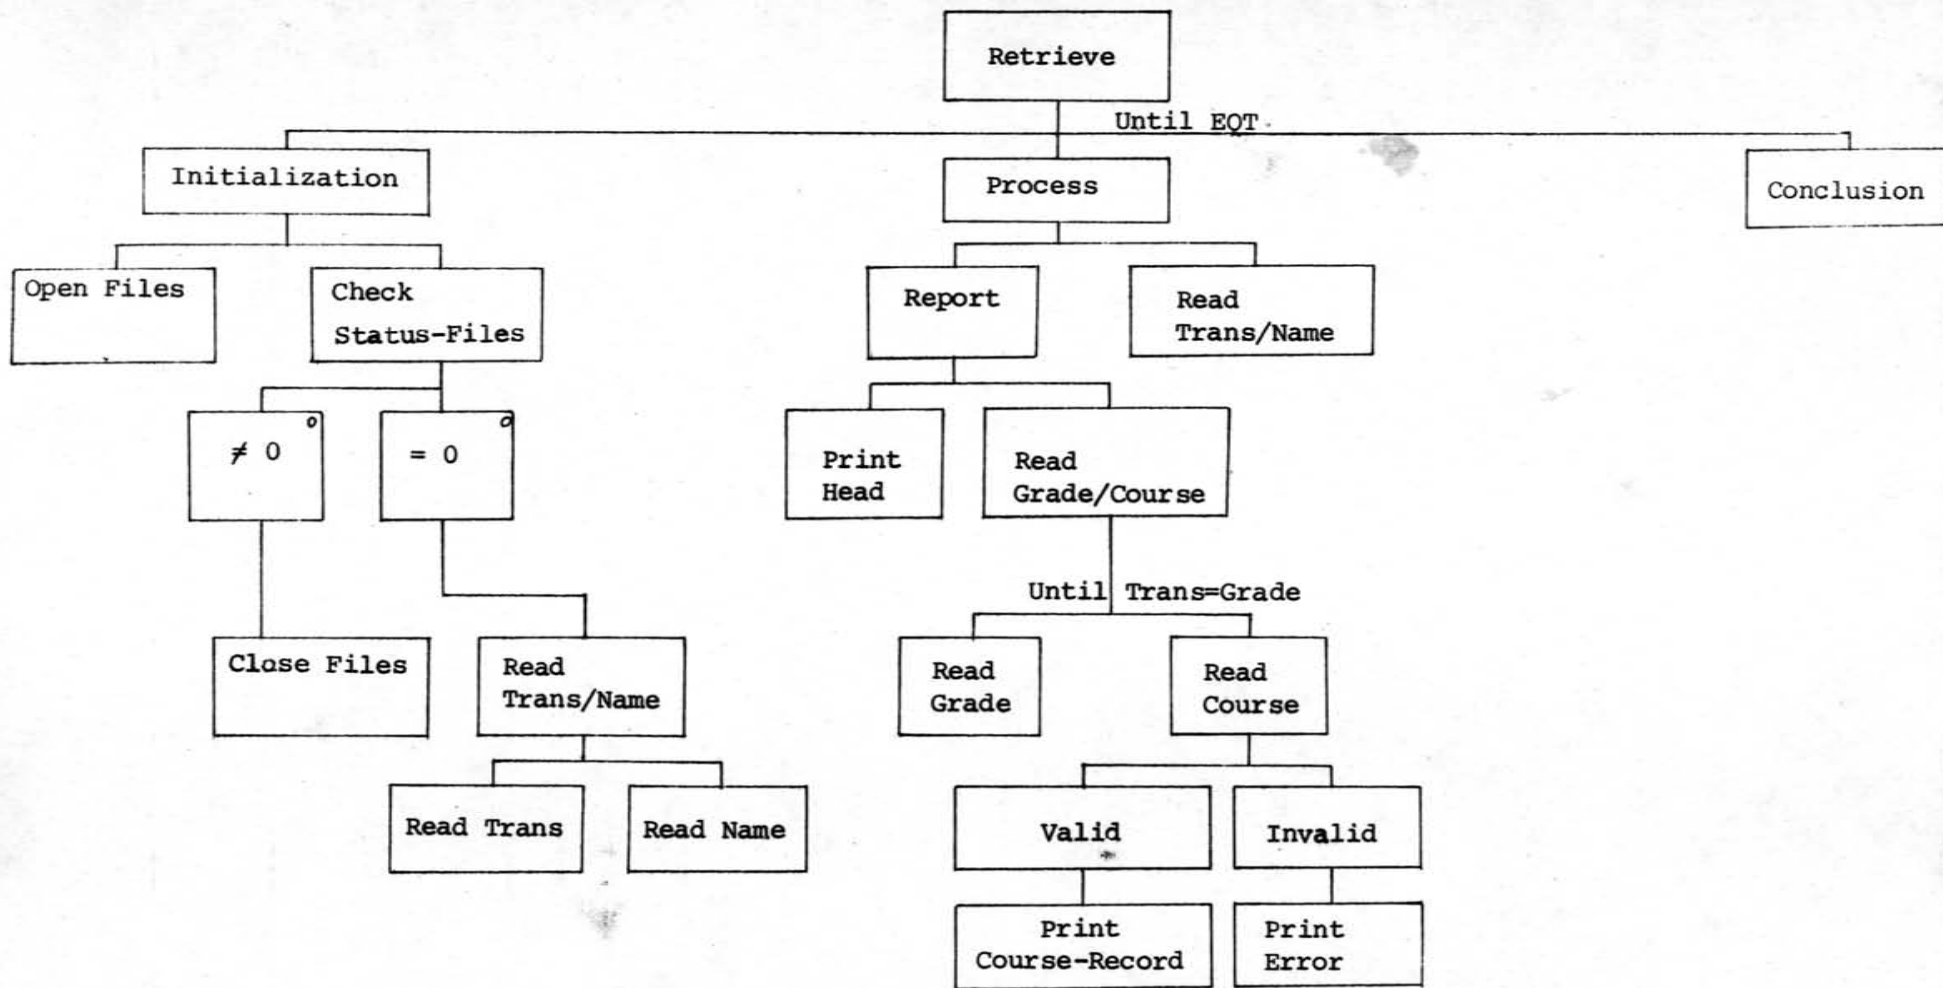 Retrieve
Until EOT
Initialization
Process
Conclusion
Open Files
Check
Status-Files
Report
Read
Trans/Name
≠ 0
o
= 0
o
Print
Head
Read
Grade/Course
Until Trans=Grade
Close Files
Read
Trans/Name
Read
Grade
Read
Course
Read Trans
Read Name
Valid
Invalid
Print
Course-Record
Print
Error